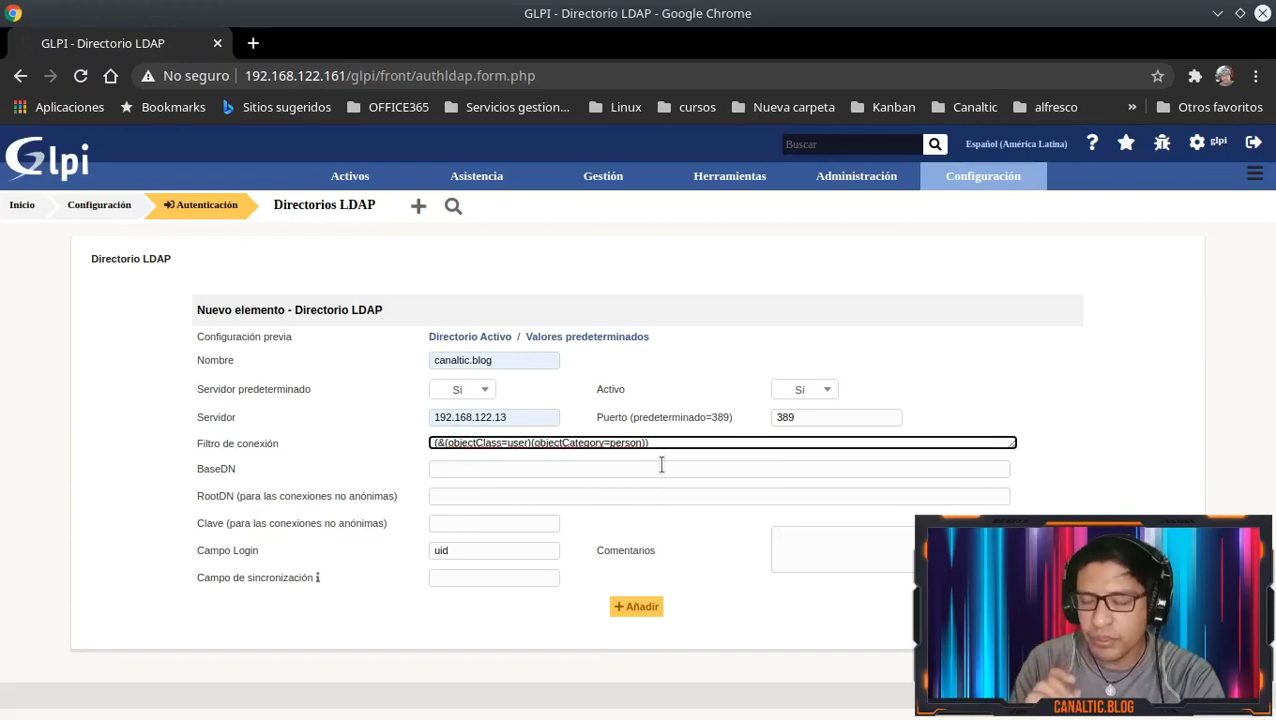 GLPI - Directorio LDAP - Google Chrome
GLPI - Directorio LDAP
No seguro
192.168.122.161/glpi/front/authldap.form.php
Aplicaciones
Bookmarks
Sitios sugeridos
OFFICE365
Servicios gestion...
Linux
cursos
Nueva carpeta
Kanban
Canaltic
alfresco
»
Otros favoritos
Glpi
Buscar
Español (América Latina)
?
glpi
Activos
Asistencia
Gestión
Herramientas
Administración
Configuración
Inicio
Configuración
Autenticación
Directorios LDAP
Directorio LDAP
Nuevo elemento - Directorio LDAP
Configuración previa
Directorio Activo / Valores predeterminados
Nombre
canaltic.blog
Servidor predeterminado
Sí
Activo
Sí
Servidor
192.168.122.13
Puerto (predeterminado=389)
389
Filtro de conexión
(&(objectClass=user)(objectCategory=person))
BaseDN
RootDN (para las conexiones no anónimas)
Clave (para las conexiones no anónimas)
Campo Login
uid
Comentarios
Campo de sincronización
+ Añadir
CANALTIC.BLOG